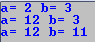 a= 2 b= 3
a= 12 b= 3
a= 12 b= 11